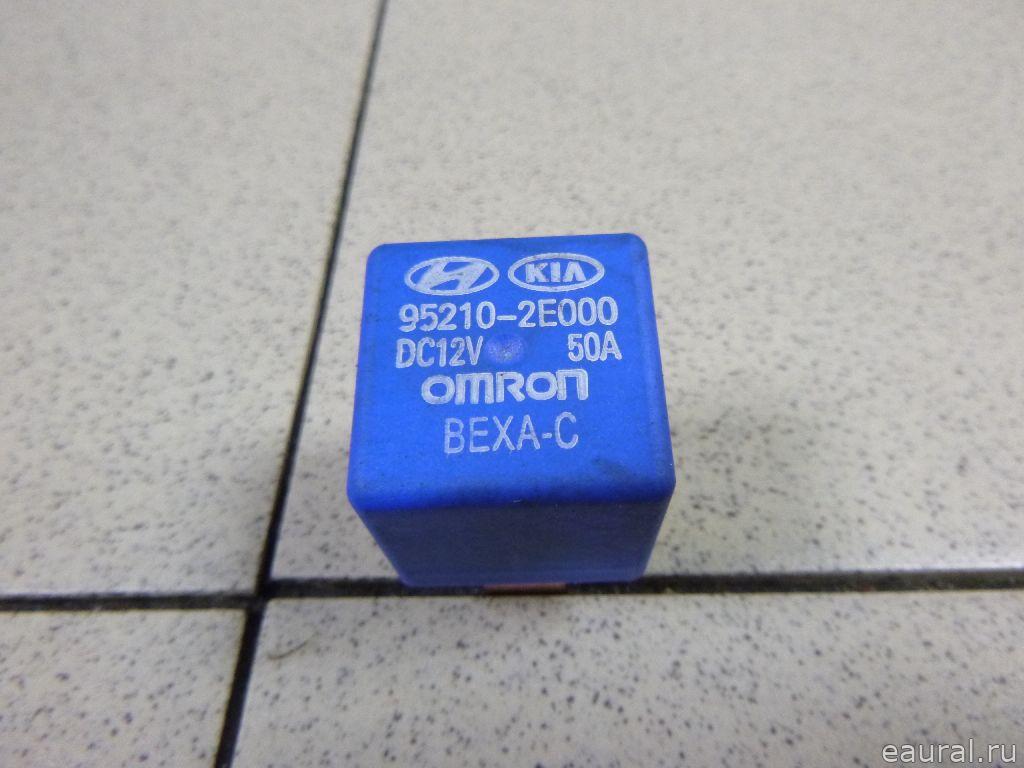 KIA
95210-2E000
DC12V 50A
OMRON
BEXA-C
eaural.ru